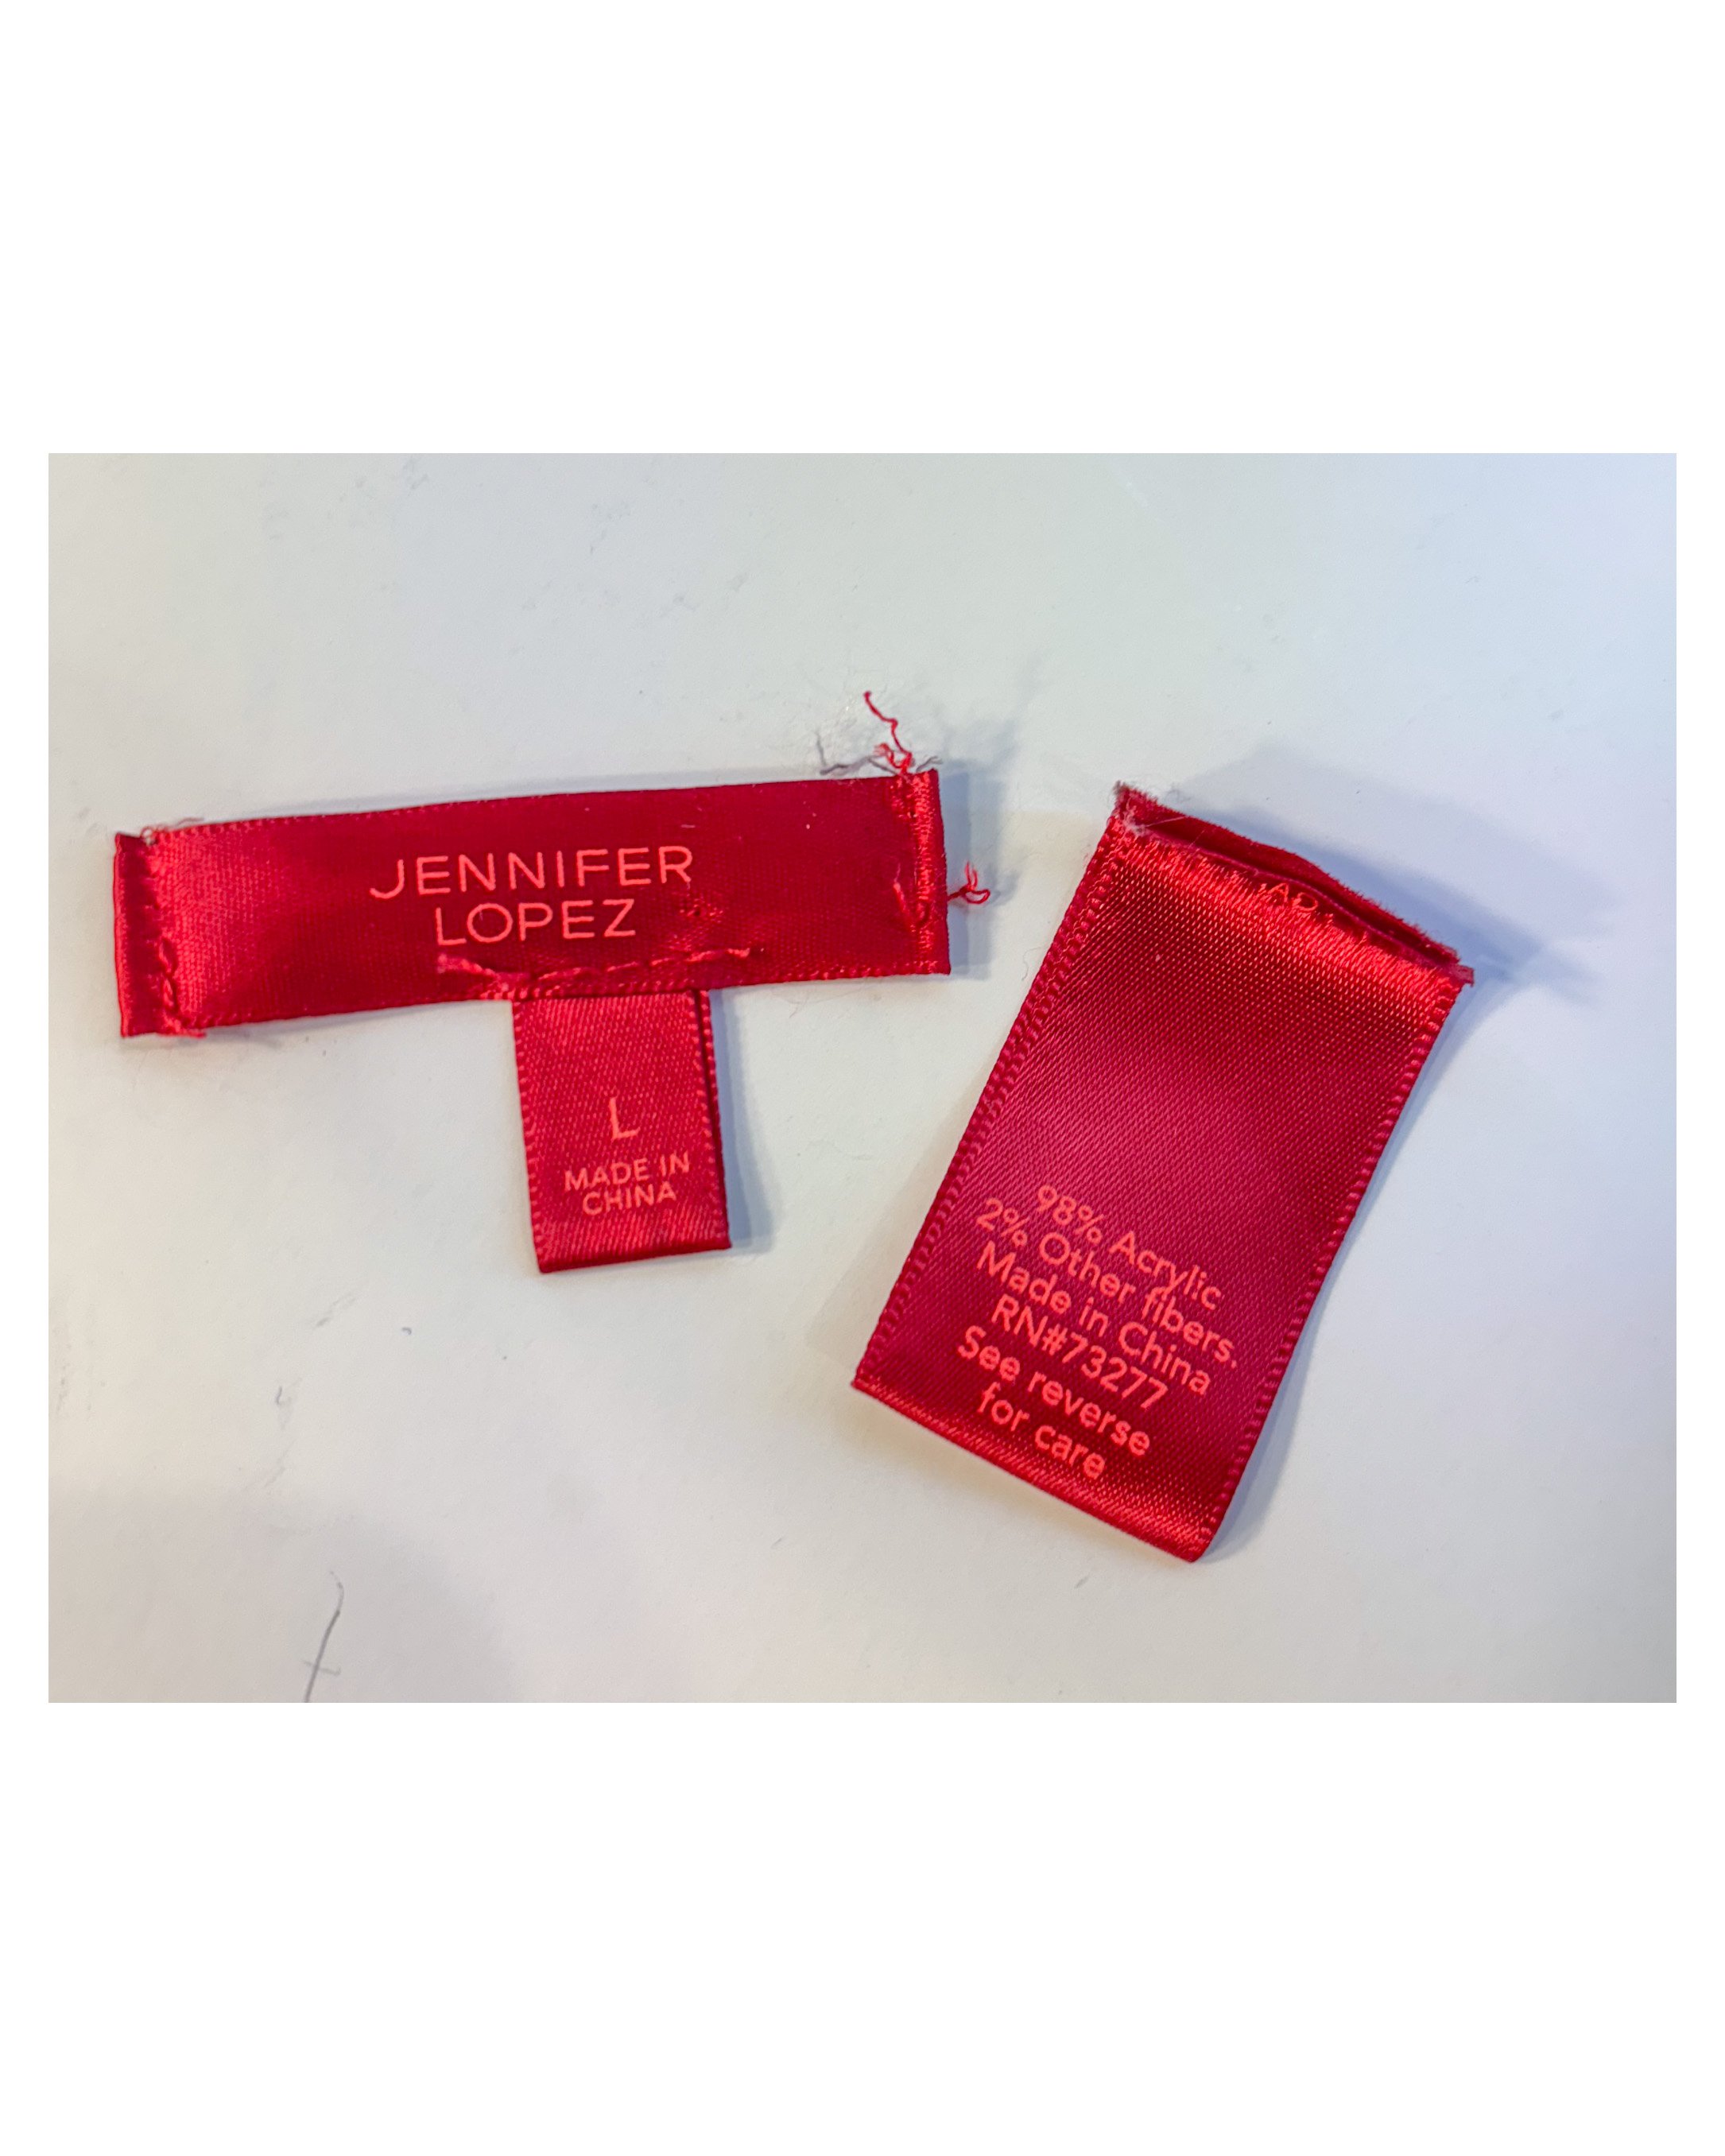 JENNIFER
LOPEZ
L
MADE IN
CHINA
98% Acrylic
2% Other fibers.
Made in China
RN#73277
See reverse
for care